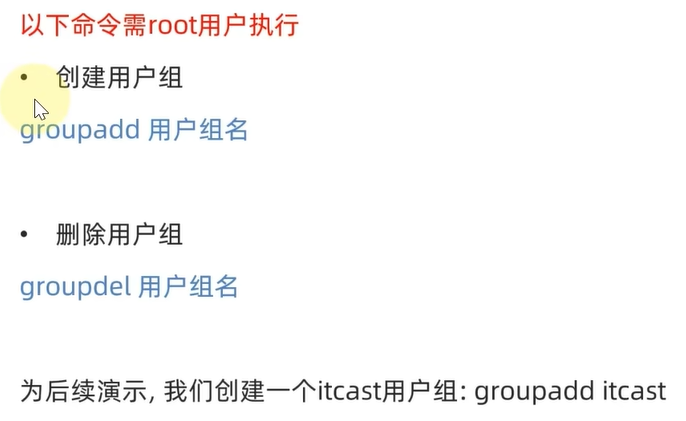 以下命令需root用户执行
• 创建用户组
groupadd 用户组名
• 删除用户组
groupdel 用户组名
为后续演示, 我们创建一个itcast用户组: groupadd itcast